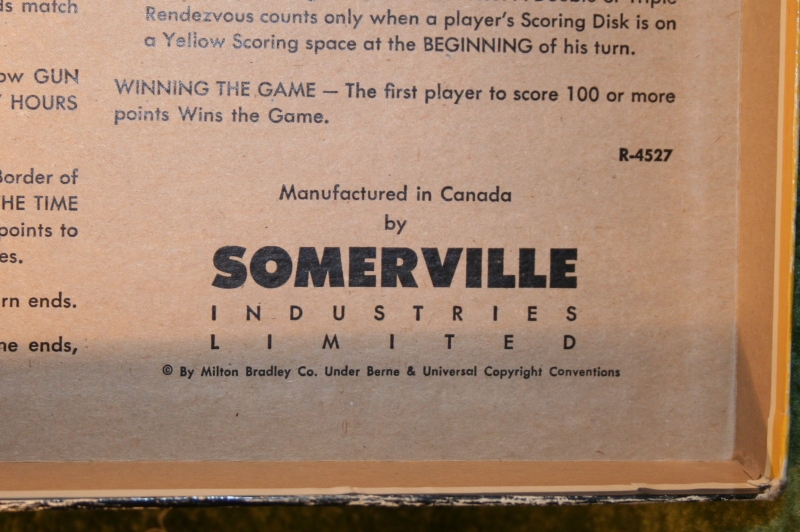 ds match
Rendezvous counts only when a player's Scoring Disk is on
a Yellow Scoring space at the BEGINNING of his turn.
ow GUN
HOURS
WINNING THE GAME — The first player to score 100 or more
points Wins the Game.
R-4527
Border of
HE TIME
points to
es.
rn ends.
ne ends,
Manufactured in Canada
by
SOMERVILLE
INDUSTRIES
LIMITED
© By Milton Bradley Co. Under Berne & Universal Copyright Conventions